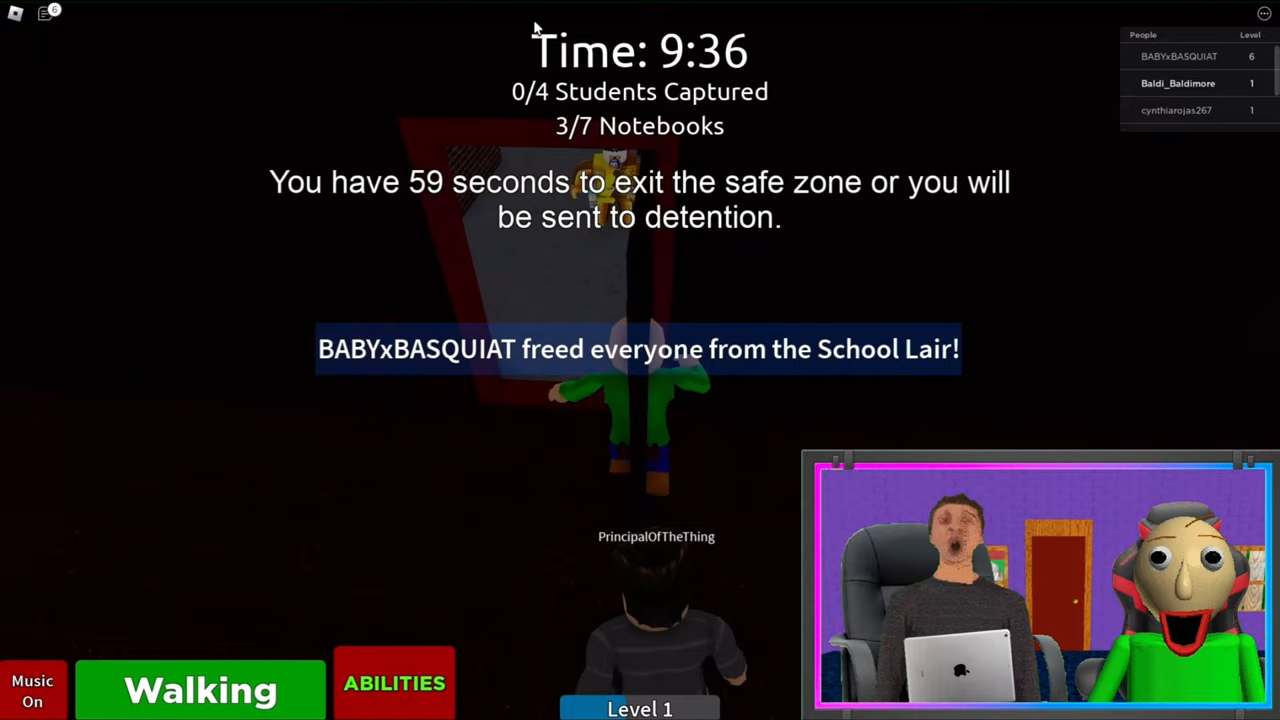 6
Time: 9:36
0/4 Students Captured
3/7 Notebooks
People Level
BABYxBASQUIAT 6
Baldi_Baldimore 1
cynthiarojas267 1
You have 59 seconds to exit the safe zone or you will
be sent to detention.
BABYxBASQUIAT freed everyone from the School Lair!
PrincipalOfTheThing
Music
On
Walking
ABILITIES
Level 1